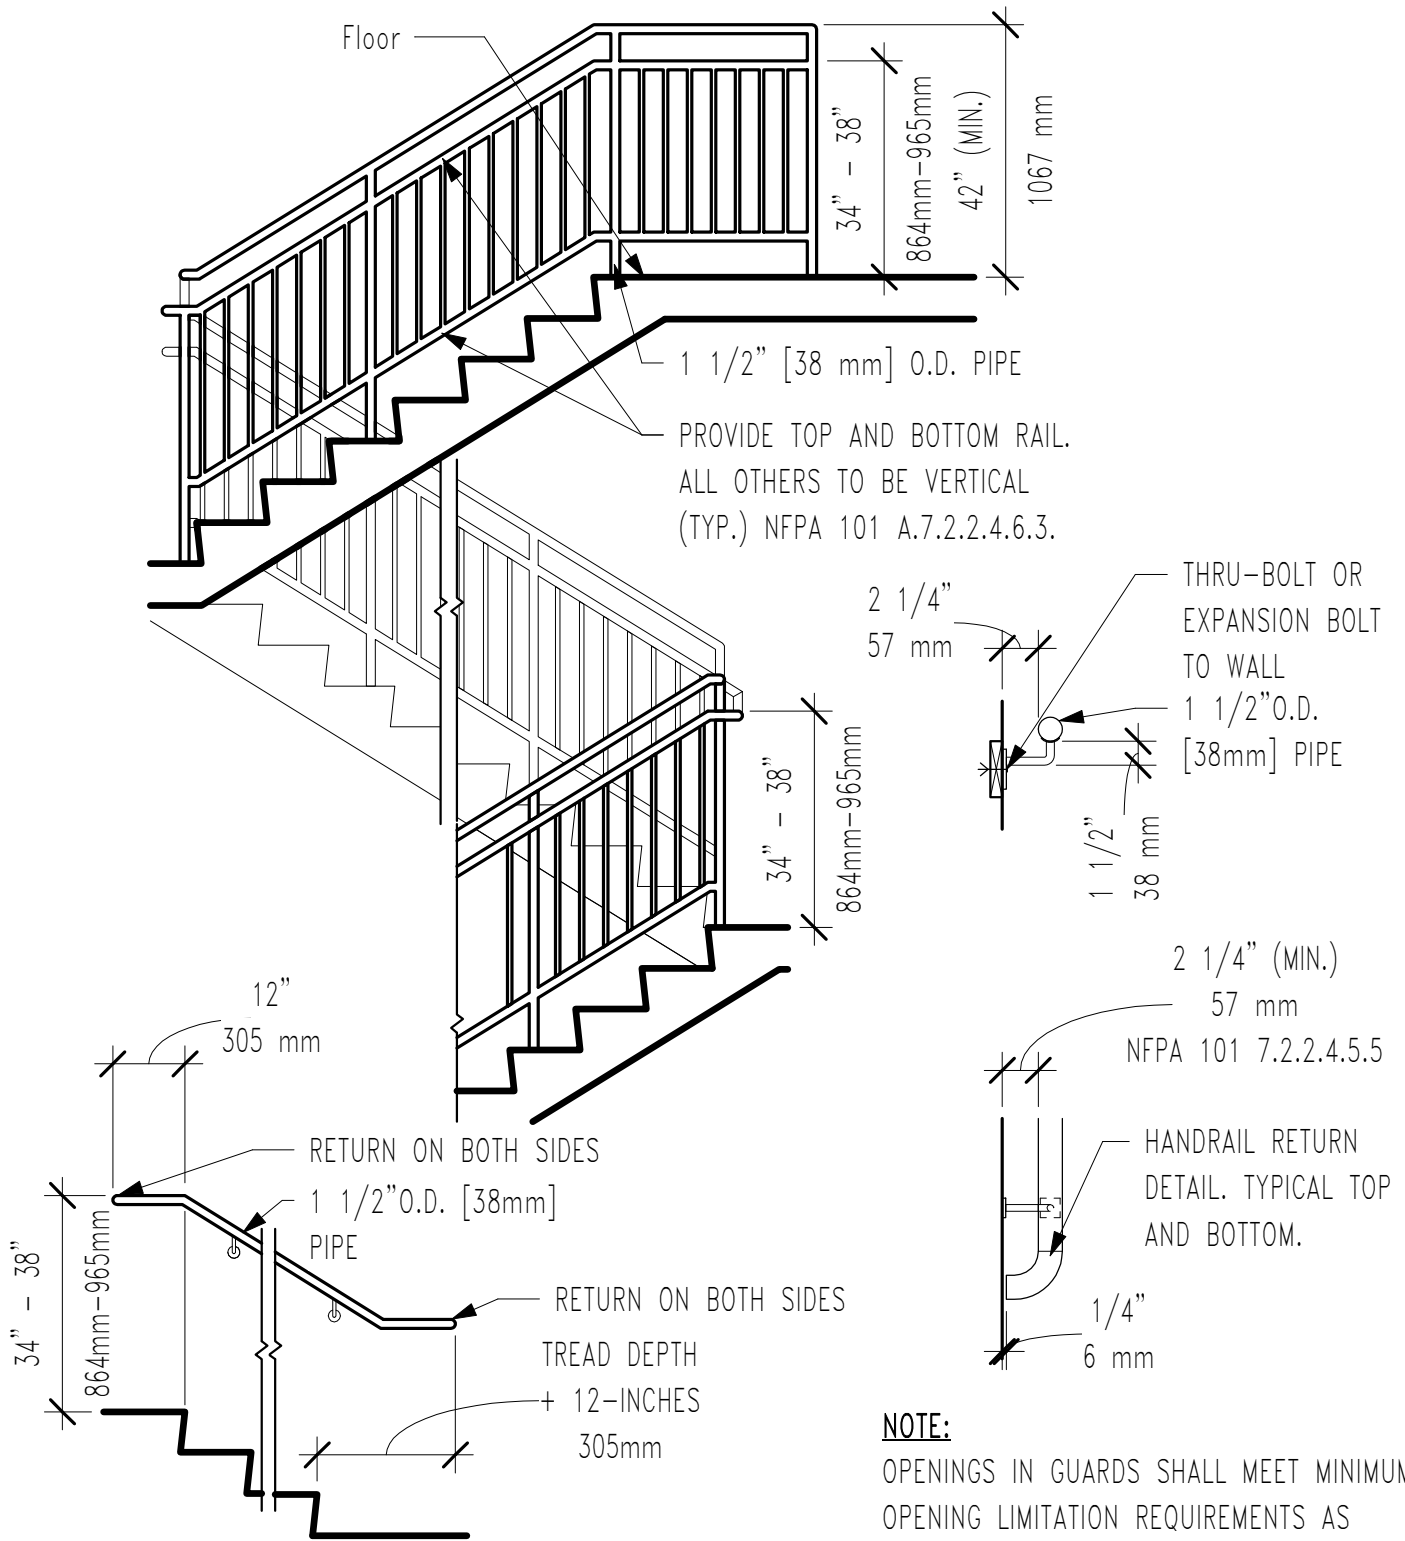 Floor
34" - 38"
864mm-965mm
42" (MIN.)
1067 mm
1 1/2" [38 mm] O.D. PIPE
PROVIDE TOP AND BOTTOM RAIL.
ALL OTHERS TO BE VERTICAL
(TYP.) NFPA 101 A.7.2.2.4.6.3.
2 1/4"
57 mm
THRU-BOLT OR
EXPANSION BOLT
TO WALL
1 1/2"O.D.
[38mm] PIPE
1 1/2"
38 mm
34" - 38"
864mm-965mm
2 1/4" (MIN.)
57 mm
NFPA 101 7.2.2.4.5.5
HANDRAIL RETURN
DETAIL. TYPICAL TOP
AND BOTTOM.
1/4"
6 mm
12"
305 mm
RETURN ON BOTH SIDES
1 1/2"O.D. [38mm]
PIPE
34" - 38"
864mm-965mm
RETURN ON BOTH SIDES
TREAD DEPTH
+ 12-INCHES
305mm
NOTE:
OPENINGS IN GUARDS SHALL MEET MINIMUM
OPENING LIMITATION REQUIREMENTS AS